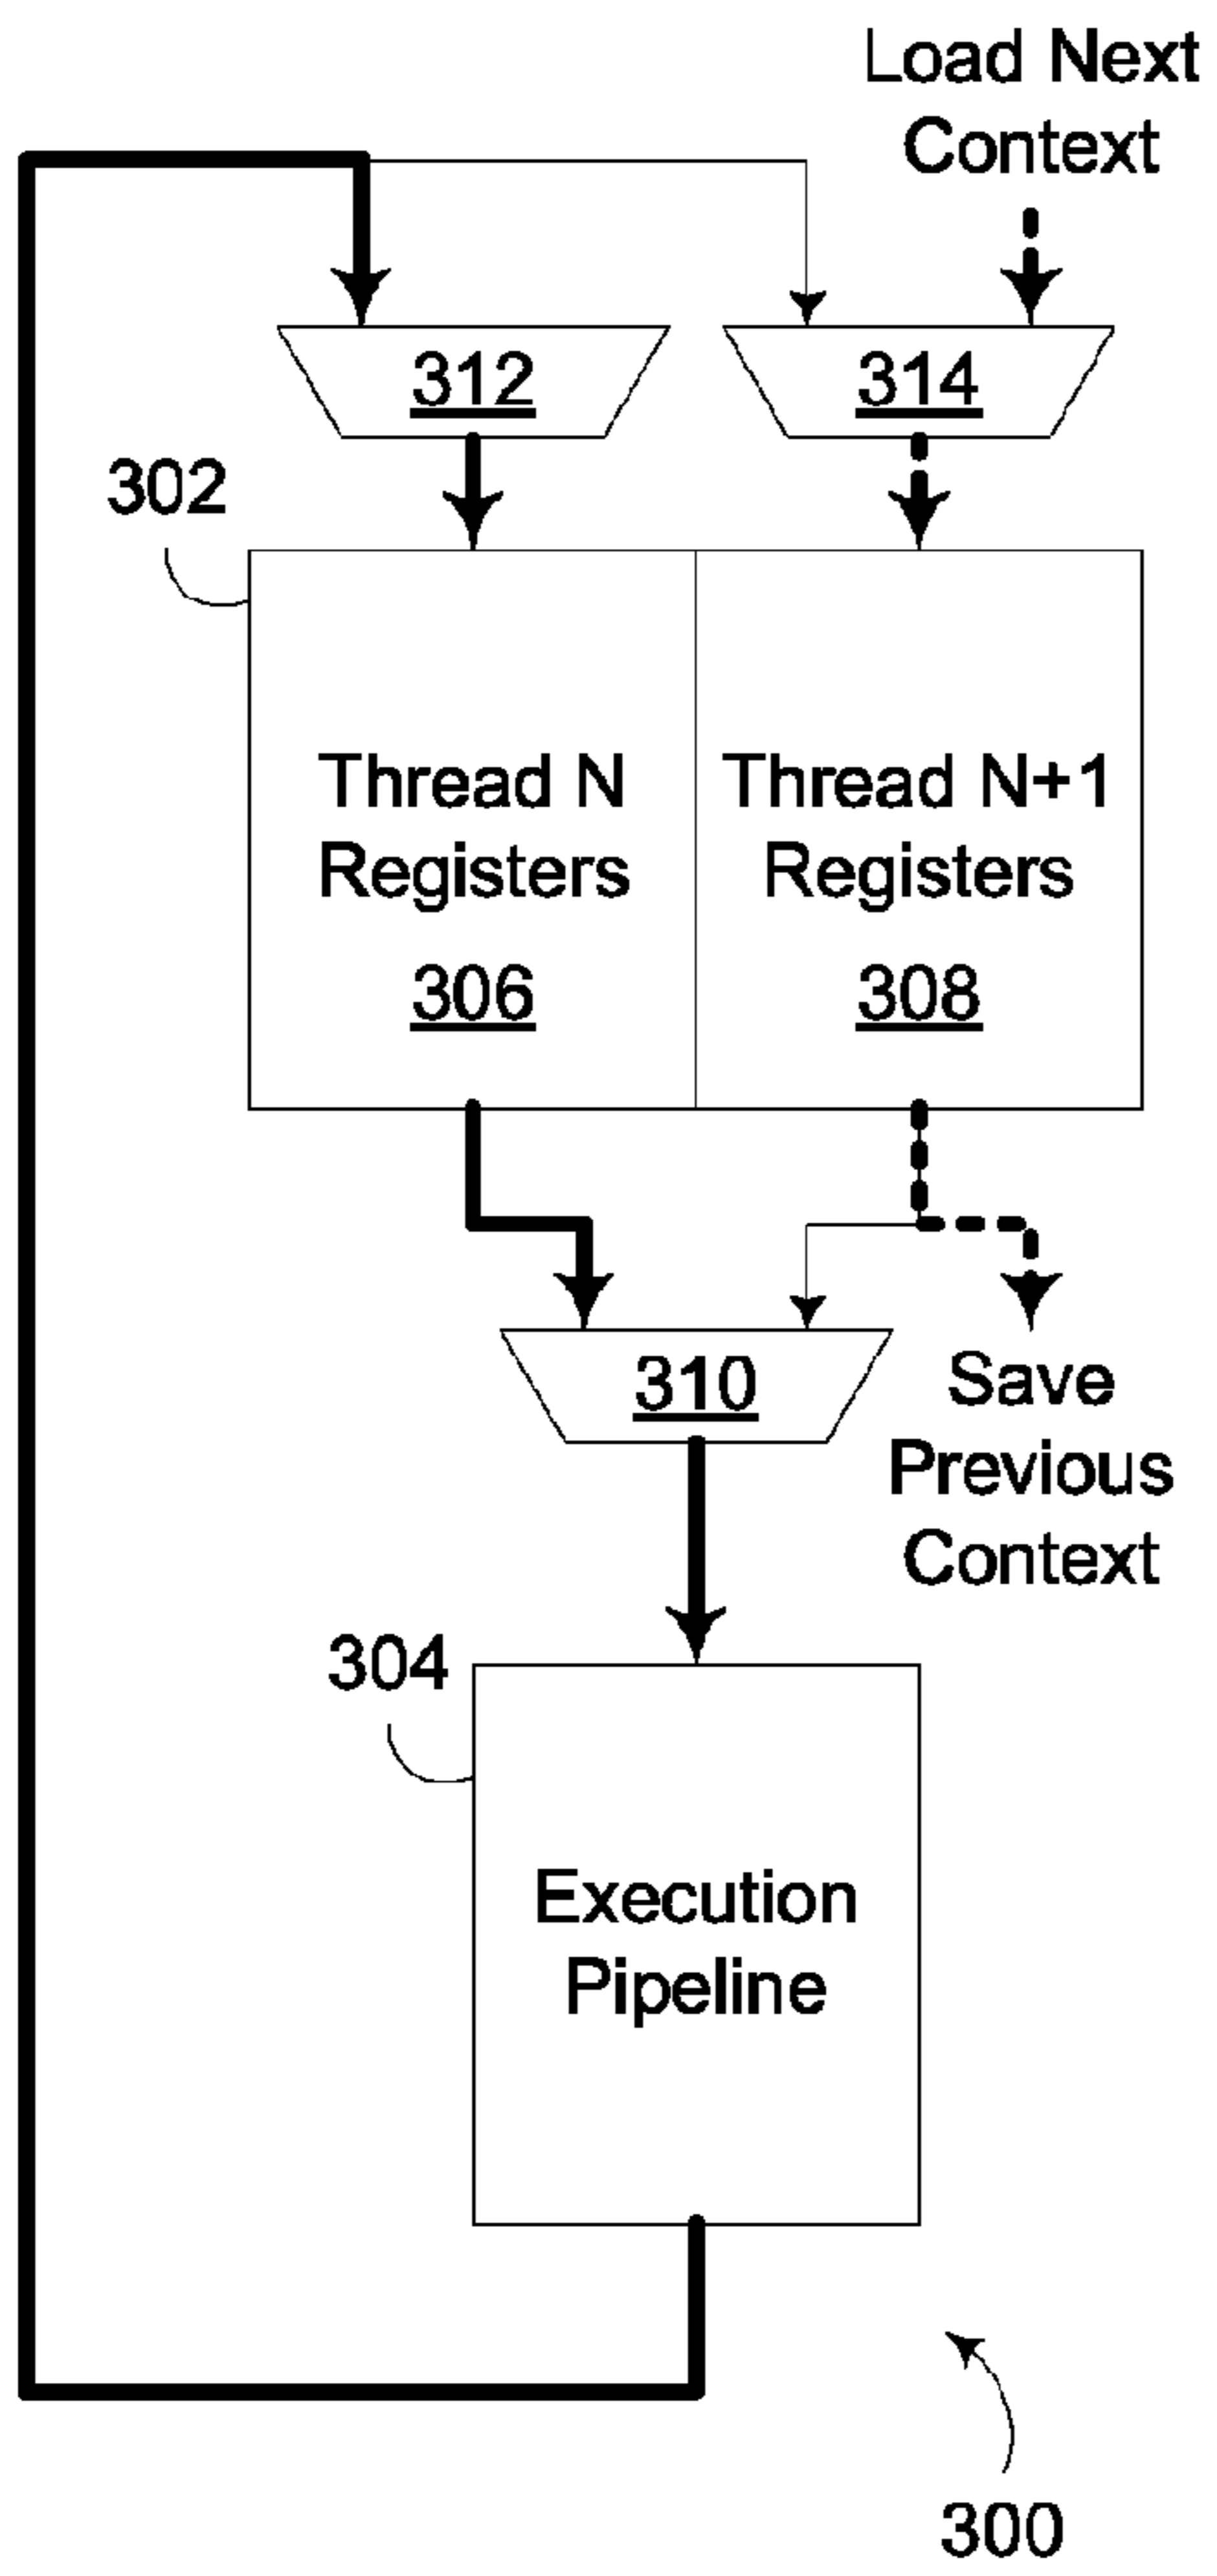 Load Next
Context
312
314
302
Thread N
Registers
306
Thread N+1
Registers
308
310
Save
Previous
Context
304
Execution
Pipeline
300